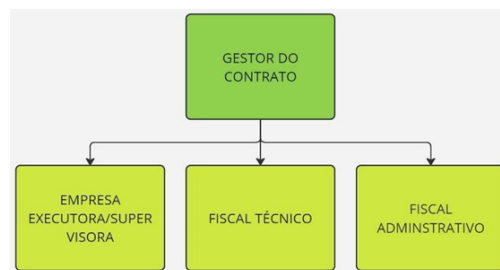 GESTOR DO
CONTRATO
EMPRESA
EXECUTORA/SUPER
VISORA
FISCAL TÉCNICO
FISCAL
ADMINSTRATIVO